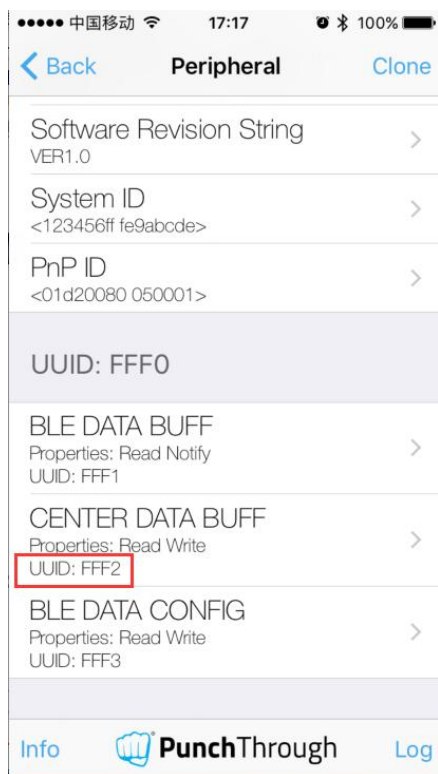 中国移动 17:17 100%
Back Peripheral Clone
Software Revision String
VER1.0
System ID
<123456ff fe9abcde>
PnP ID
<01d20080 050001>
UUID: FFF0
BLE DATA BUFF
Properties: Read Notify
UUID: FFF1
CENTER DATA BUFF
Properties: Read Write
UUID: FFF2
BLE DATA CONFIG
Properties: Read Write
UUID: FFF3
Info PunchThrough Log